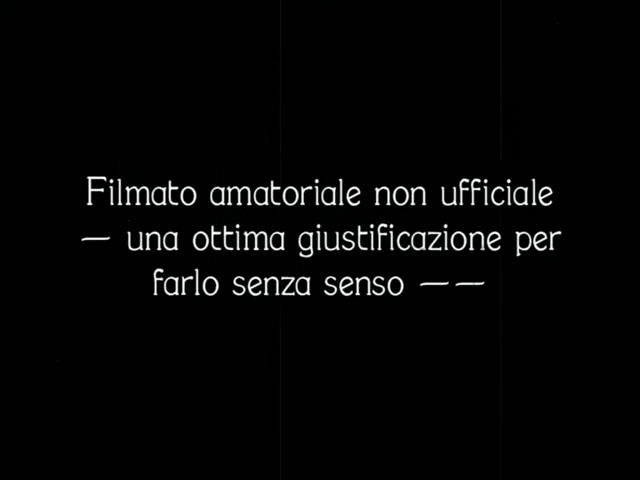 Filmato amatoriale non ufficiale
— una ottima giustificazione per
farlo senza senso — —